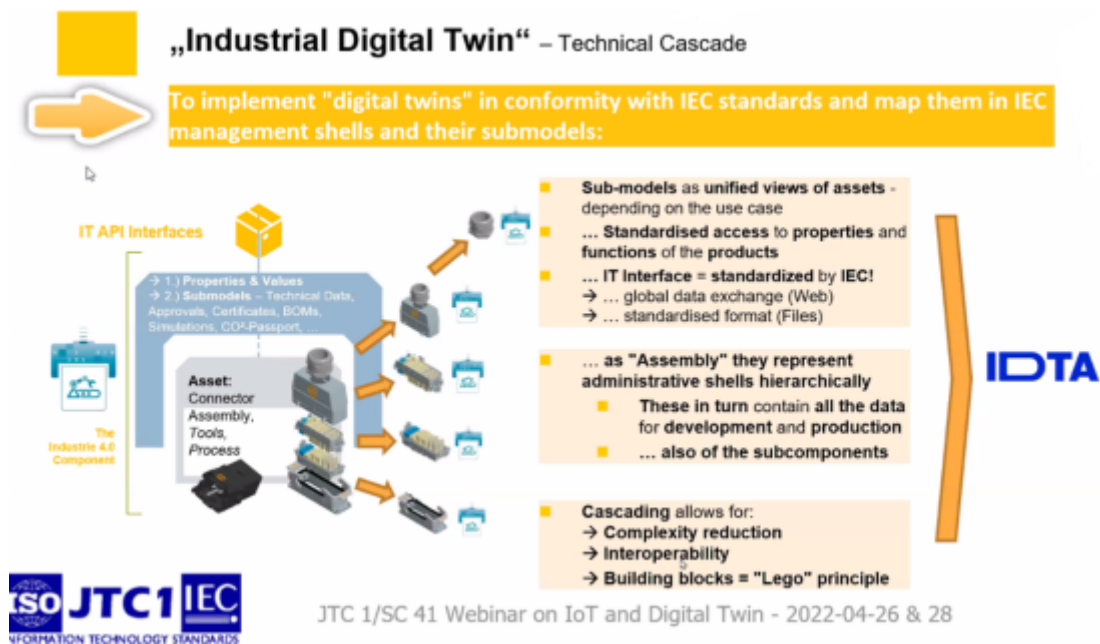 „Industrial Digital Twin“ – Technical Cascade
To implement "digital twins" in conformity with IEC standards and map them in IEC
management shells and their submodels:
IT API Interfaces
→ 1.) Properties & Values
→ 2.) Submodels – Technical Data,
Approvals, Certificates, BOMs,
Simulations, CO²-Passport, ...
Asset:
Connector
Assembly,
Tools,
Process
The
Industrie 4.0
Component
Sub-models as unified views of assets -
depending on the use case
... Standardised access to properties and
functions of the products
... IT Interface = standardized by IEC!
→ ... global data exchange (Web)
→ ... standardised format (Files)
... as "Assembly" they represent
administrative shells hierarchically
These in turn contain all the data
for development and production
... also of the subcomponents
Cascading allows for:
→ Complexity reduction
→ Interoperability
→ Building blocks = "Lego" principle
IDTA
ISO JTC1 IEC
INFORMATION TECHNOLOGY STANDARDS
JTC 1/SC 41 Webinar on IoT and Digital Twin - 2022-04-26 & 28